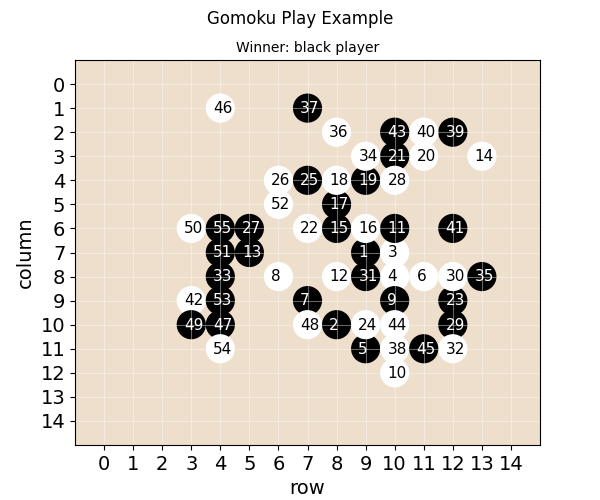 Gomoku Play Example
Winner: black player
column
0
1 46 37
2 36 43 40 39
3 34 21 20 14
4 26 25 18 19 28
5 52 17
6 50 55 27 22 15 16 11 41
7 51 13 1 3
8 33 8 12 31 4 6 30 35
9 42 53 7 9 23
10 49 47 48 2 24 44 29
11 54 5 38 45 32
12 10
13
14
0 1 2 3 4 5 6 7 8 9 10 11 12 13 14
row